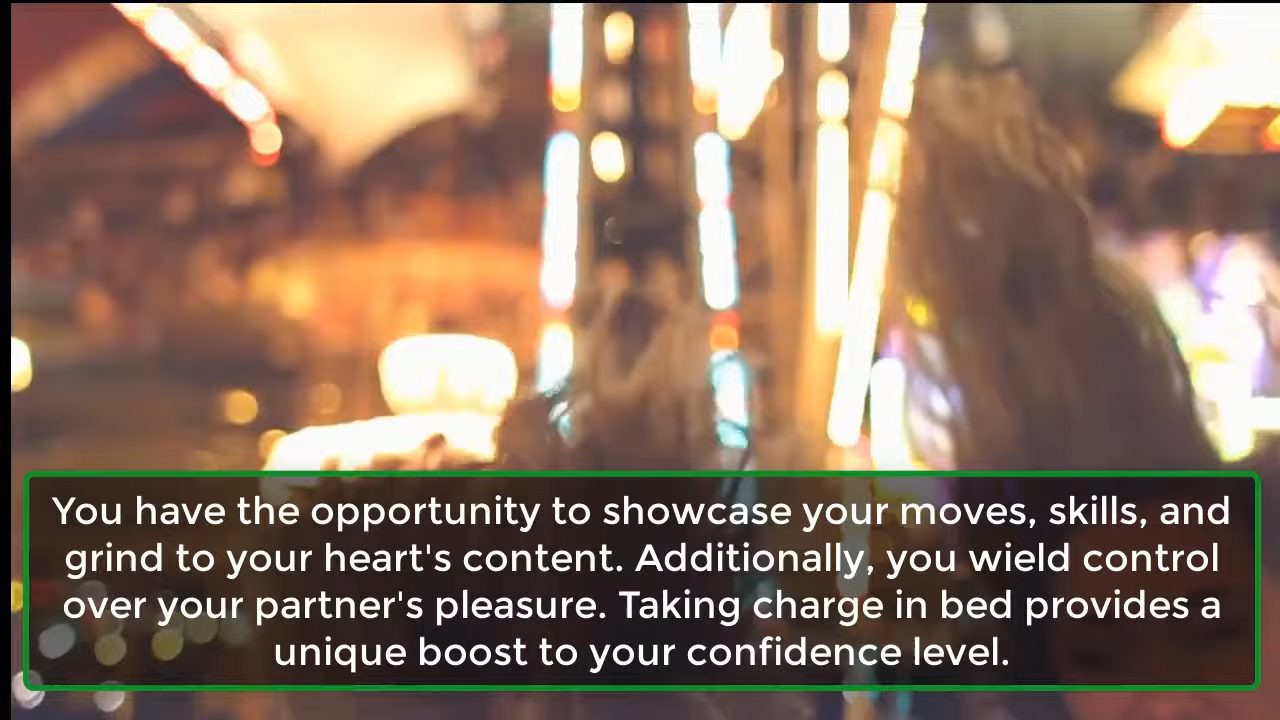 You have the opportunity to showcase your moves, skills, and
grind to your heart's content. Additionally, you wield control
over your partner's pleasure. Taking charge in bed provides a
unique boost to your confidence level.